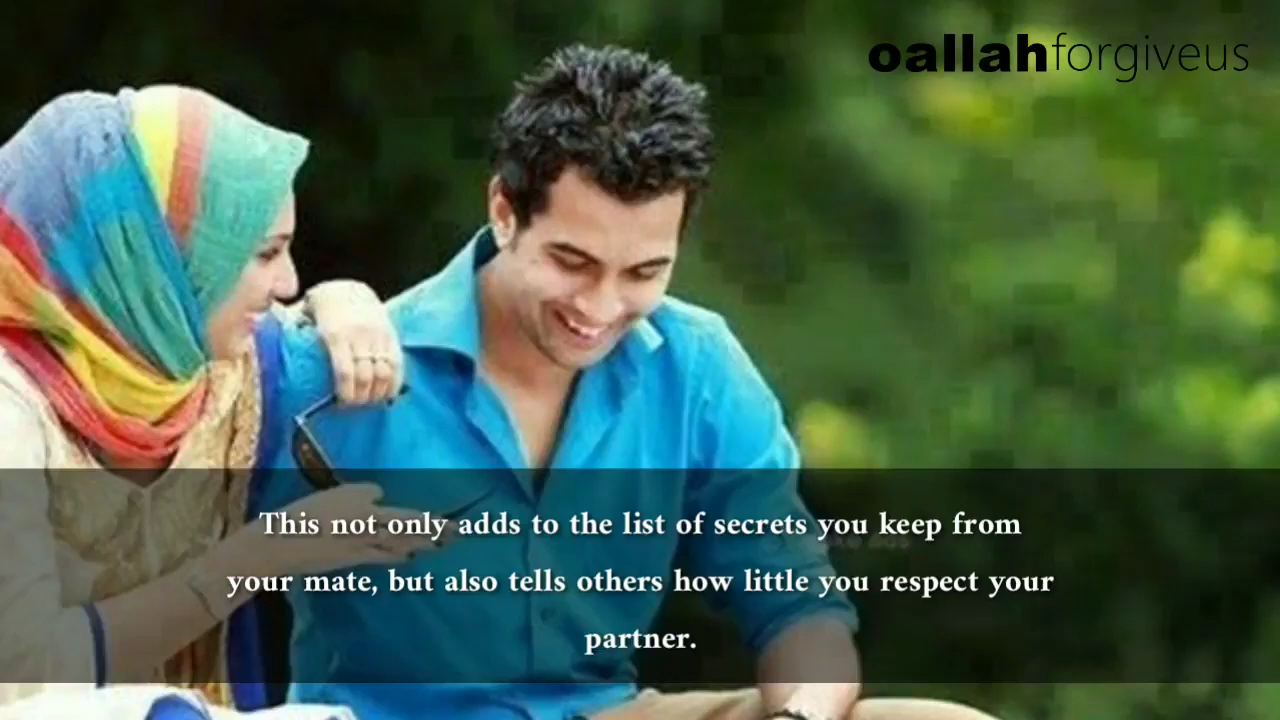 oallahforgiveus
This not only adds to the list of secrets you keep from
your mate, but also tells others how little you respect your
partner.